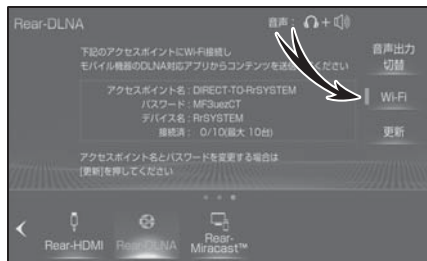 Rear-DLNA
音声：
下記のアクセスポイントにWi-Fi接続し
モバイル機器のDLNA対応アプリからコンテンツを送信
ください
音声出力
切替
アクセスポイント名 : DIRECT-TO-RrSYSTEM
パスワード : MF3uezCT
デバイス名 : RrSYSTEM
接続済 : 0/10(最大 10台)
Wi-Fi
更新
アクセスポイント名とパスワードを変更する場合は
[更新]を押してください
Rear-HDMI
Rear-DLNA
Rear-
Miracast™